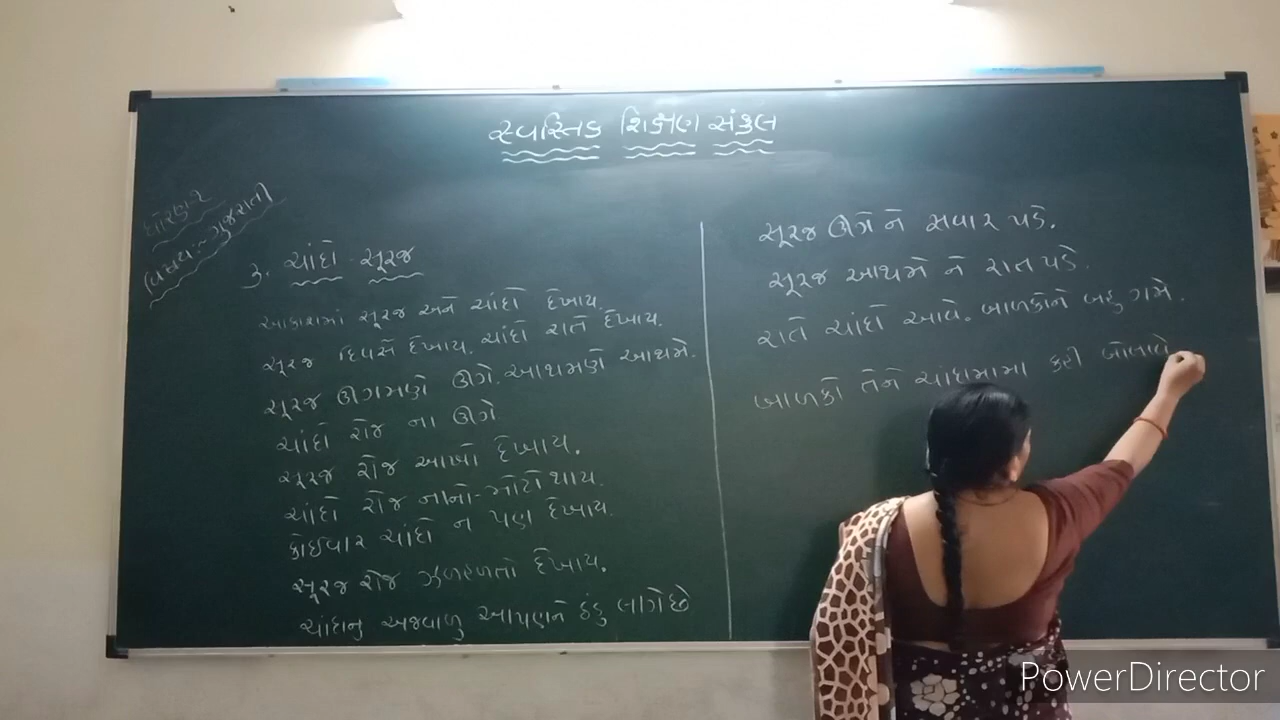 સ્વસ્તિક શિક્ષણ સંકુલ
ધોરણ-૨
વિષય:- ગુજરાતી
૩. ચાંદો સૂરજ
આકાશમાં સૂરજ અને ચાંદો દેખાય.
સૂરજ દિવસે દેખાય. ચાંદો રાતે દેખાય.
સૂરજ ઊગમણે ઊગે. આથમણે આથમે.
ચાંદો રોજ ના ઊગે
સૂરજ રોજ આખો દેખાય.
ચાંદો રોજ નાનો-મોટો થાય.
કોઈવાર ચાંદો ન પણ દેખાય.
સૂરજ રોજ ઝળહળતો દેખાય.
ચાંદાનુ અજવાળુ આપણને ઠંડુ લાગે છે
સૂરજ ઊગે ને સવાર પડે.
સૂરજ આથમે ને રાત પડે.
રાતે ચાંદો આવે. બાળકોને બહુ ગમે.
બાળકો તેને ચાંદામામા કહી બોલાવે
PowerDirector